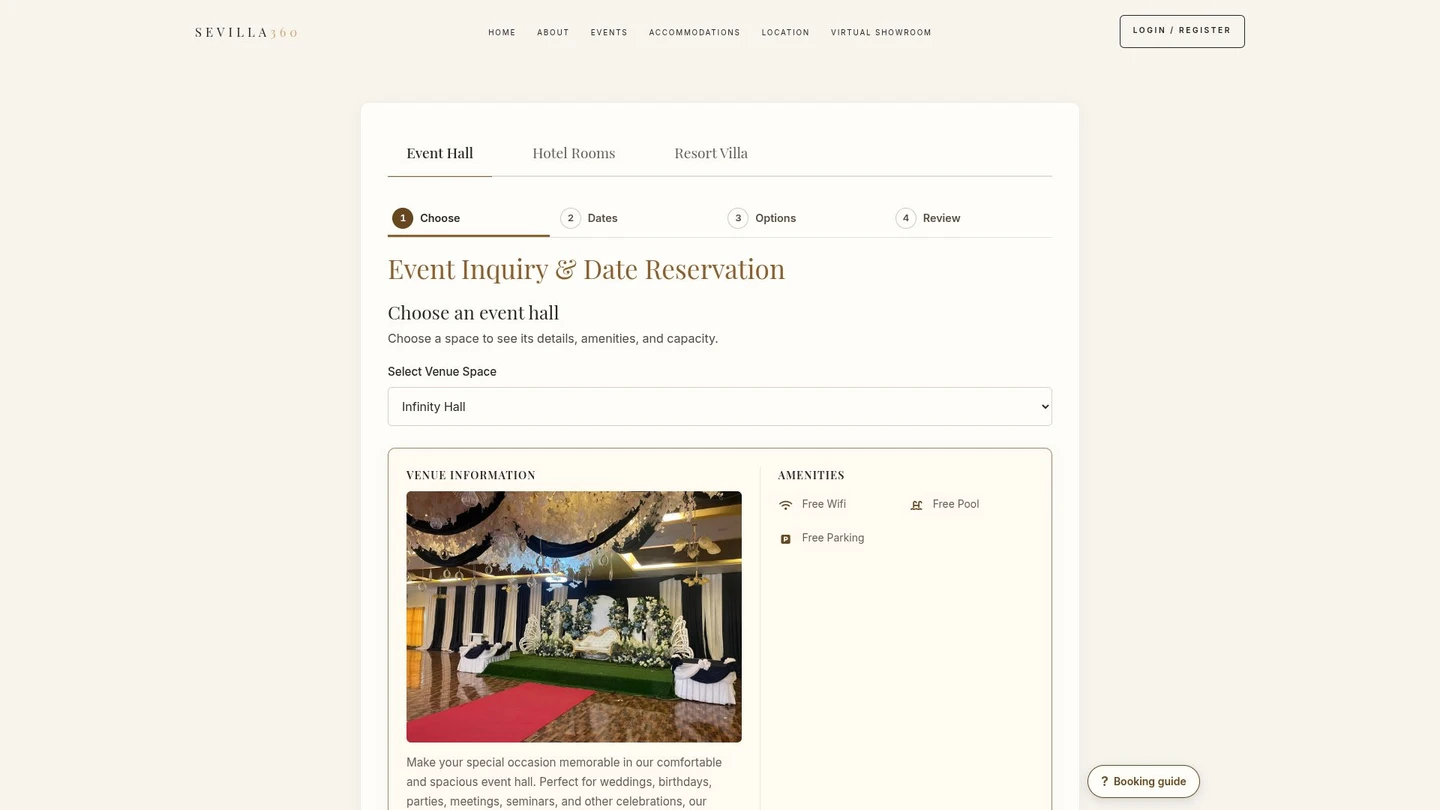 SEVILLA360
HOME
ABOUT
EVENTS
ACCOMMODATIONS
LOCATION
VIRTUAL SHOWROOM
LOGIN / REGISTER
Event Hall
Hotel Rooms
Resort Villa
1 Choose
2 Dates
3 Options
4 Review
Event Inquiry & Date Reservation
Choose an event hall
Choose a space to see its details, amenities, and capacity.
Select Venue Space
Infinity Hall
VENUE INFORMATION
Make your special occasion memorable in our comfortable
and spacious event hall. Perfect for weddings, birthdays,
parties, meetings, seminars, and other celebrations, our
AMENITIES
Free Wifi
Free Pool
P Free Parking
? Booking guide